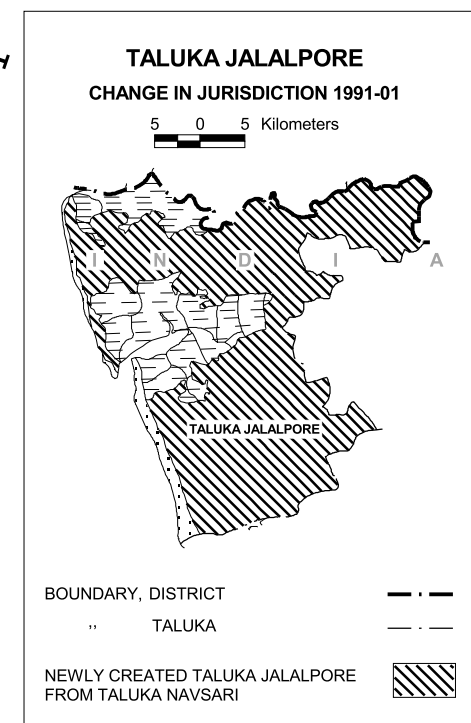 TALUKA JALALPORE
CHANGE IN JURISDICTION 1991-01
5 0 5 Kilometers
I N D I A
TALUKA JALALPORE
BOUNDARY, DISTRICT
,, TALUKA
NEWLY CREATED TALUKA JALALPORE
FROM TALUKA NAVSARI